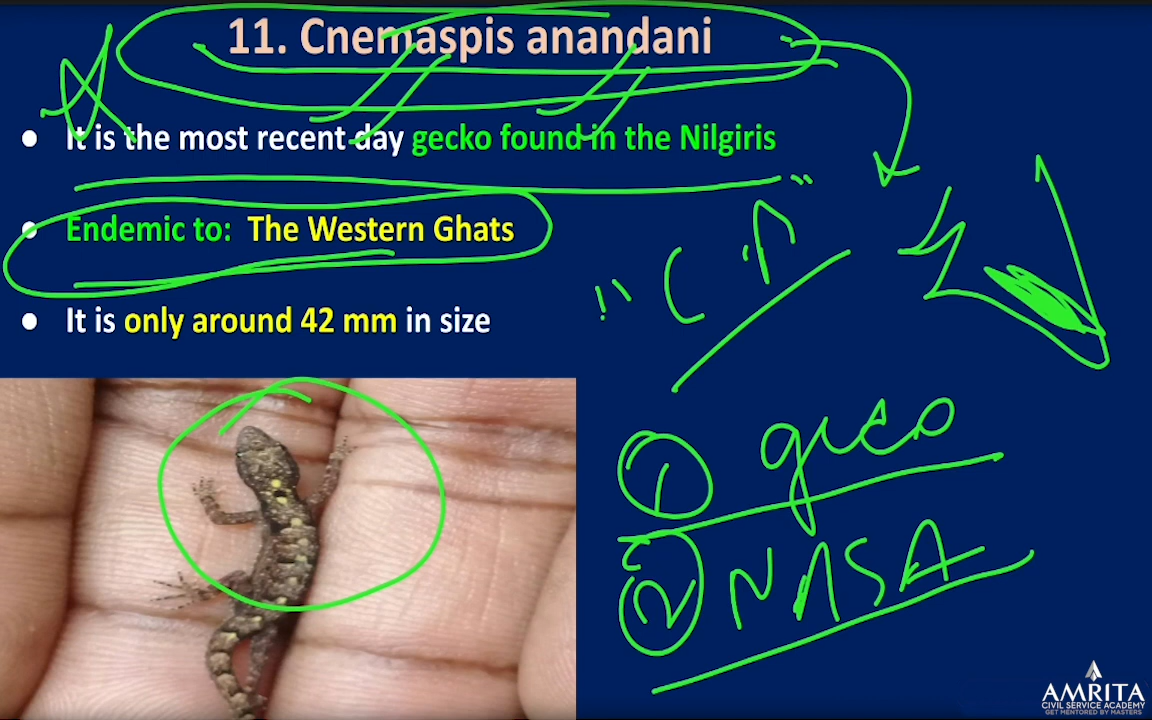 11. Cnemaspis anandani
● It is the most recent day gecko found in the Nilgiris
● Endemic to: The Western Ghats
● It is only around 42 mm in size
"CA
1 geco
2 NASA
AMRITA
CIVIL SERVICE ACADEMY
GET MENTORED BY MASTERS